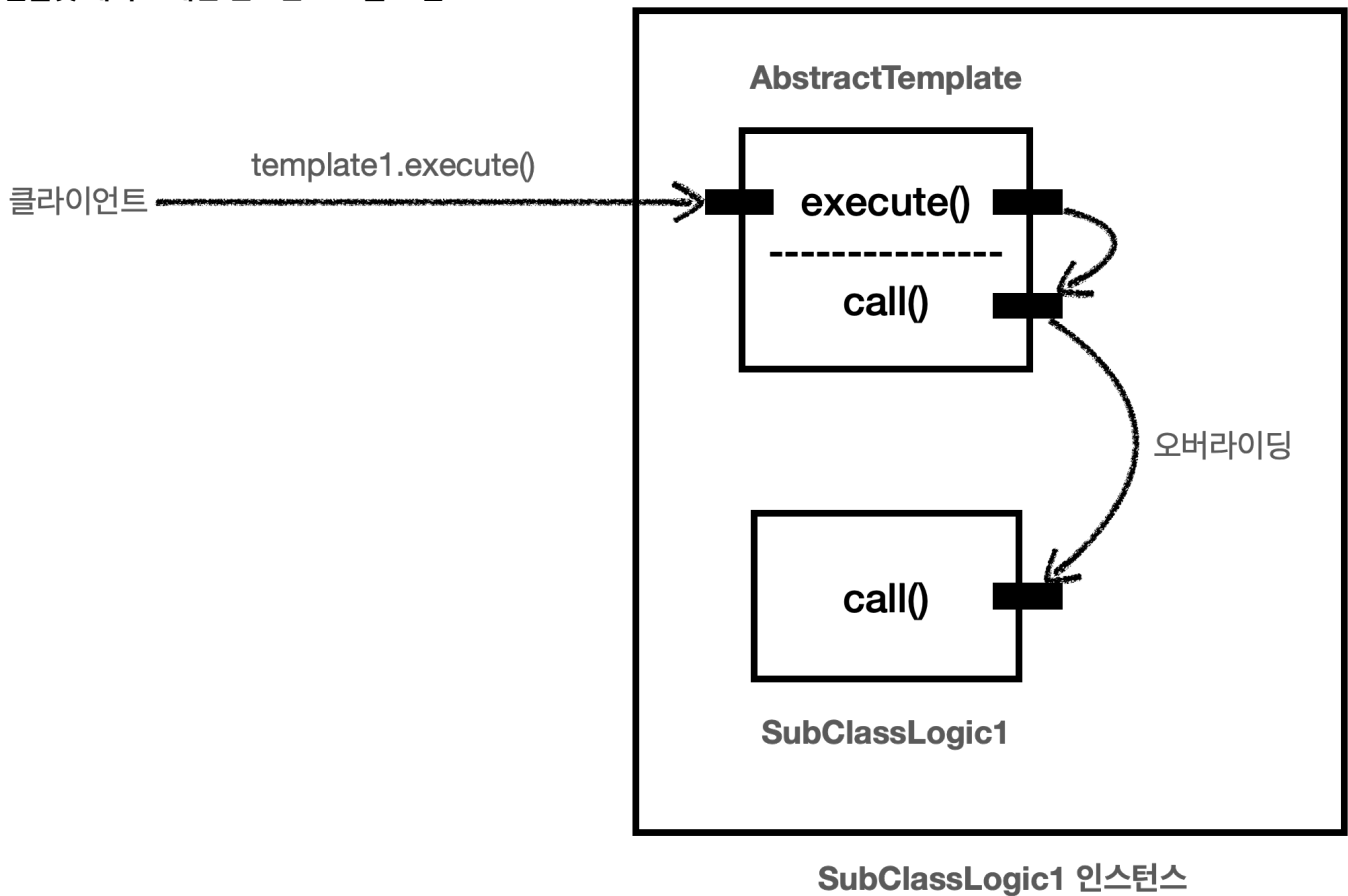 AbstractTemplate
template1.execute()
클라이언트
execute()
call()
오버라이딩
call()
SubClassLogic1
SubClassLogic1 인스턴스